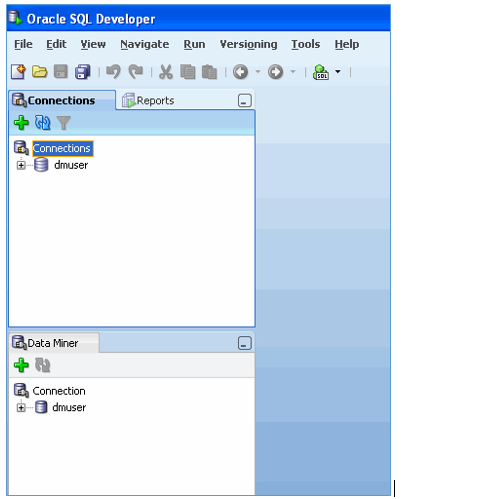 Oracle SQL Developer
File Edit View Navigate Run Versioning Tools Help
SQL
Connections Reports
Connections
dmuser
Data Miner
Connection
dmuser